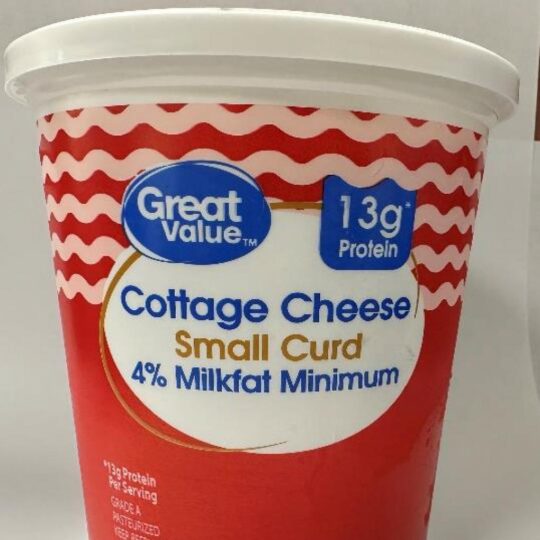 Great
Value™
13g*
Protein
Cottage Cheese
Small Curd
4% Milkfat Minimum
*13g Protein
Per Serving
GRADE A
PASTEURIZED